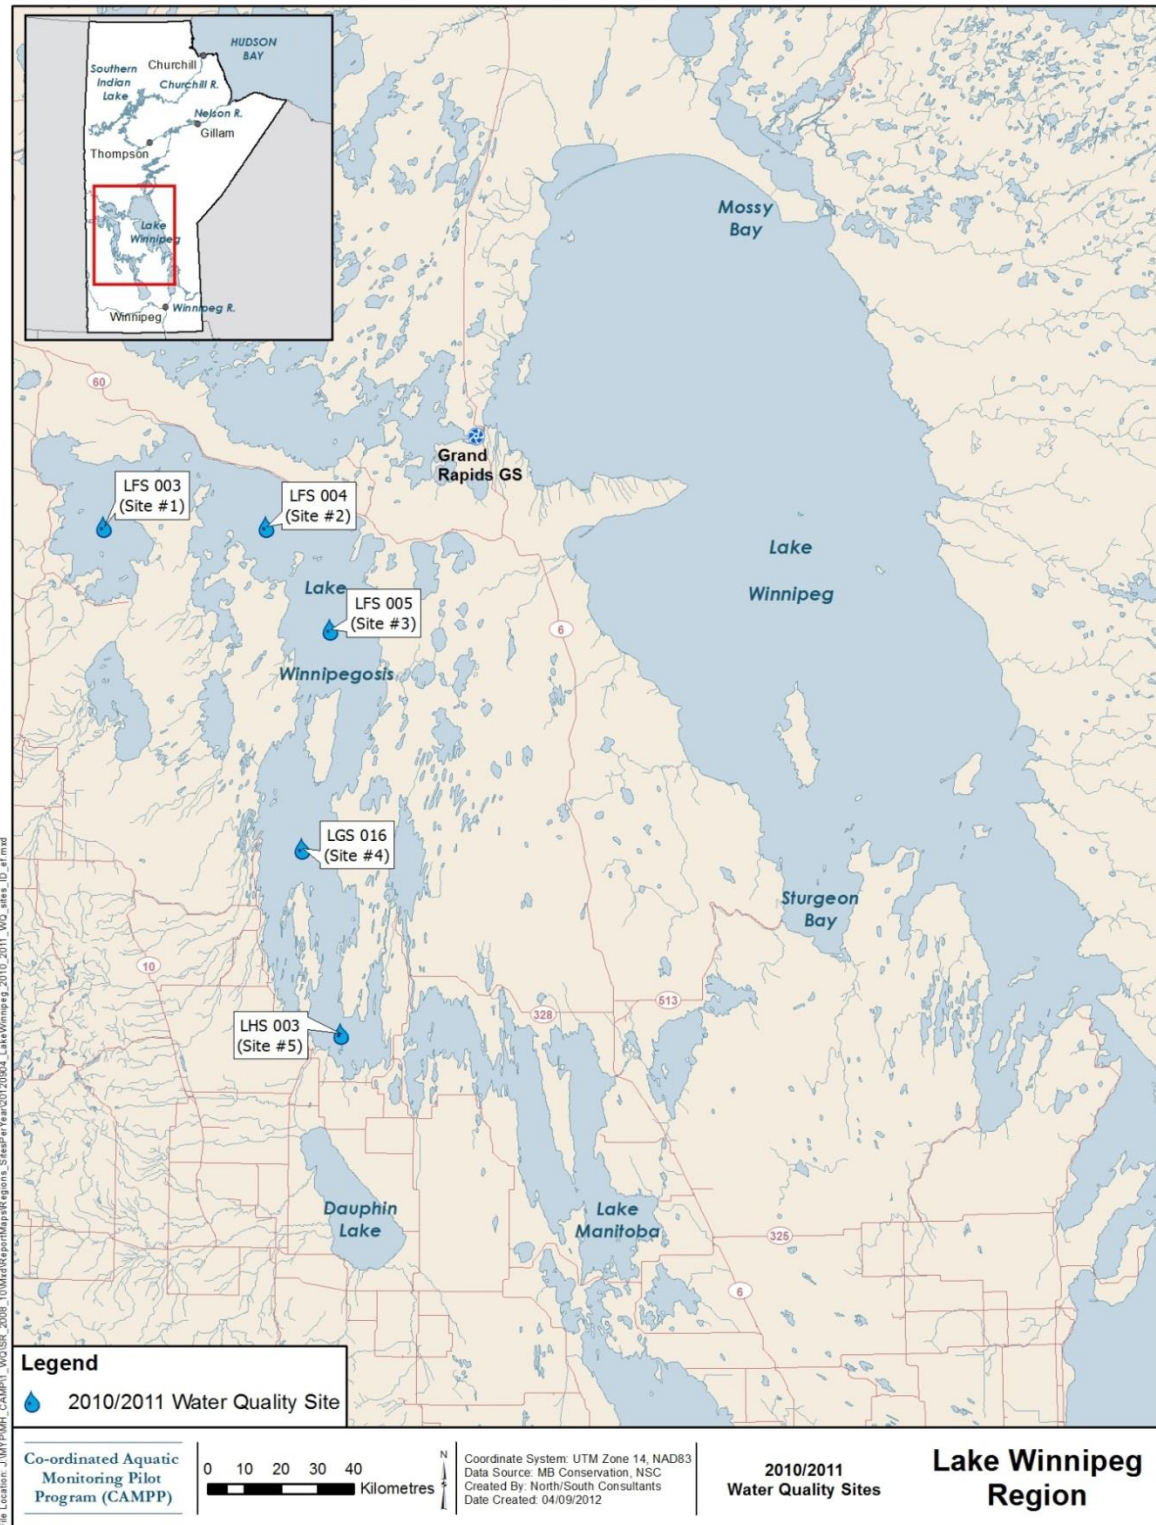 HUDSON
BAY
Churchill
Southern
Indian
Lake
Churchill R.
Nelson R.
Gillam
Thompson
Lake
Winnipeg
Winnipeg R.
Winnipeg
Mossy
Bay
60
Grand
Rapids GS
LFS 003
(Site #1)
LFS 004
(Site #2)
Lake
Winnipeg
Lake
LFS 005
(Site #3)
6
Winnipegosis
LGS 016
(Site #4)
Sturgeon
Bay
10
513
328
LHS 003
(Site #5)
Dauphin
Lake
Lake
Manitoba
325
6
Legend
2010/2011 Water Quality Site
Co-ordinated Aquatic
Monitoring Pilot
Program (CAMPP)
0 10 20 30 40
Kilometres
N
Coordinate System: UTM Zone 14, NAD83
Data Source: MB Conservation, NSC
Created By: North/South Consultants
Date Created: 04/09/2012
2010/2011
Water Quality Sites
Lake Winnipeg
Region